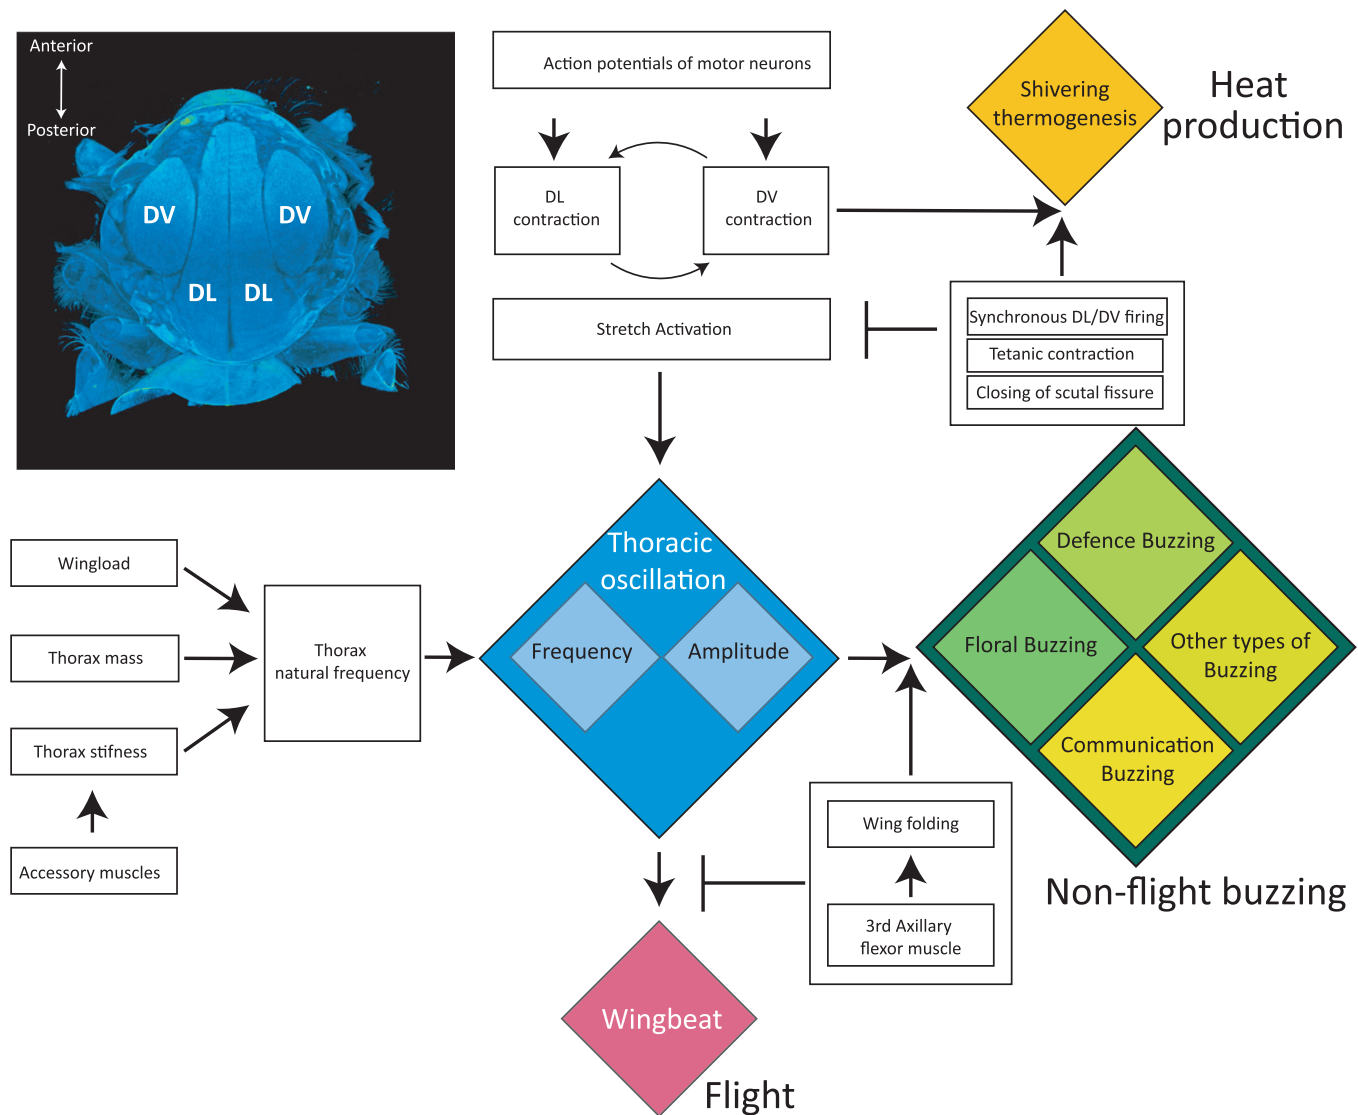 Anterior
Posterior
DV
DV
DL
DL
Action potentials of motor neurons
DL
contraction
DV
contraction
Stretch Activation
Shivering
thermogenesis
Heat
production
Synchronous DL/DV firing
Tetanic contraction
Closing of scutal fissure
Wingload
Thorax mass
Thorax stifness
Accessory muscles
Thorax
natural frequency
Thoracic
oscillation
Frequency
Amplitude
Defence Buzzing
Floral Buzzing
Other types of
Buzzing
Communication
Buzzing
Non-flight buzzing
Wing folding
3rd Axillary
flexor muscle
Wingbeat
Flight